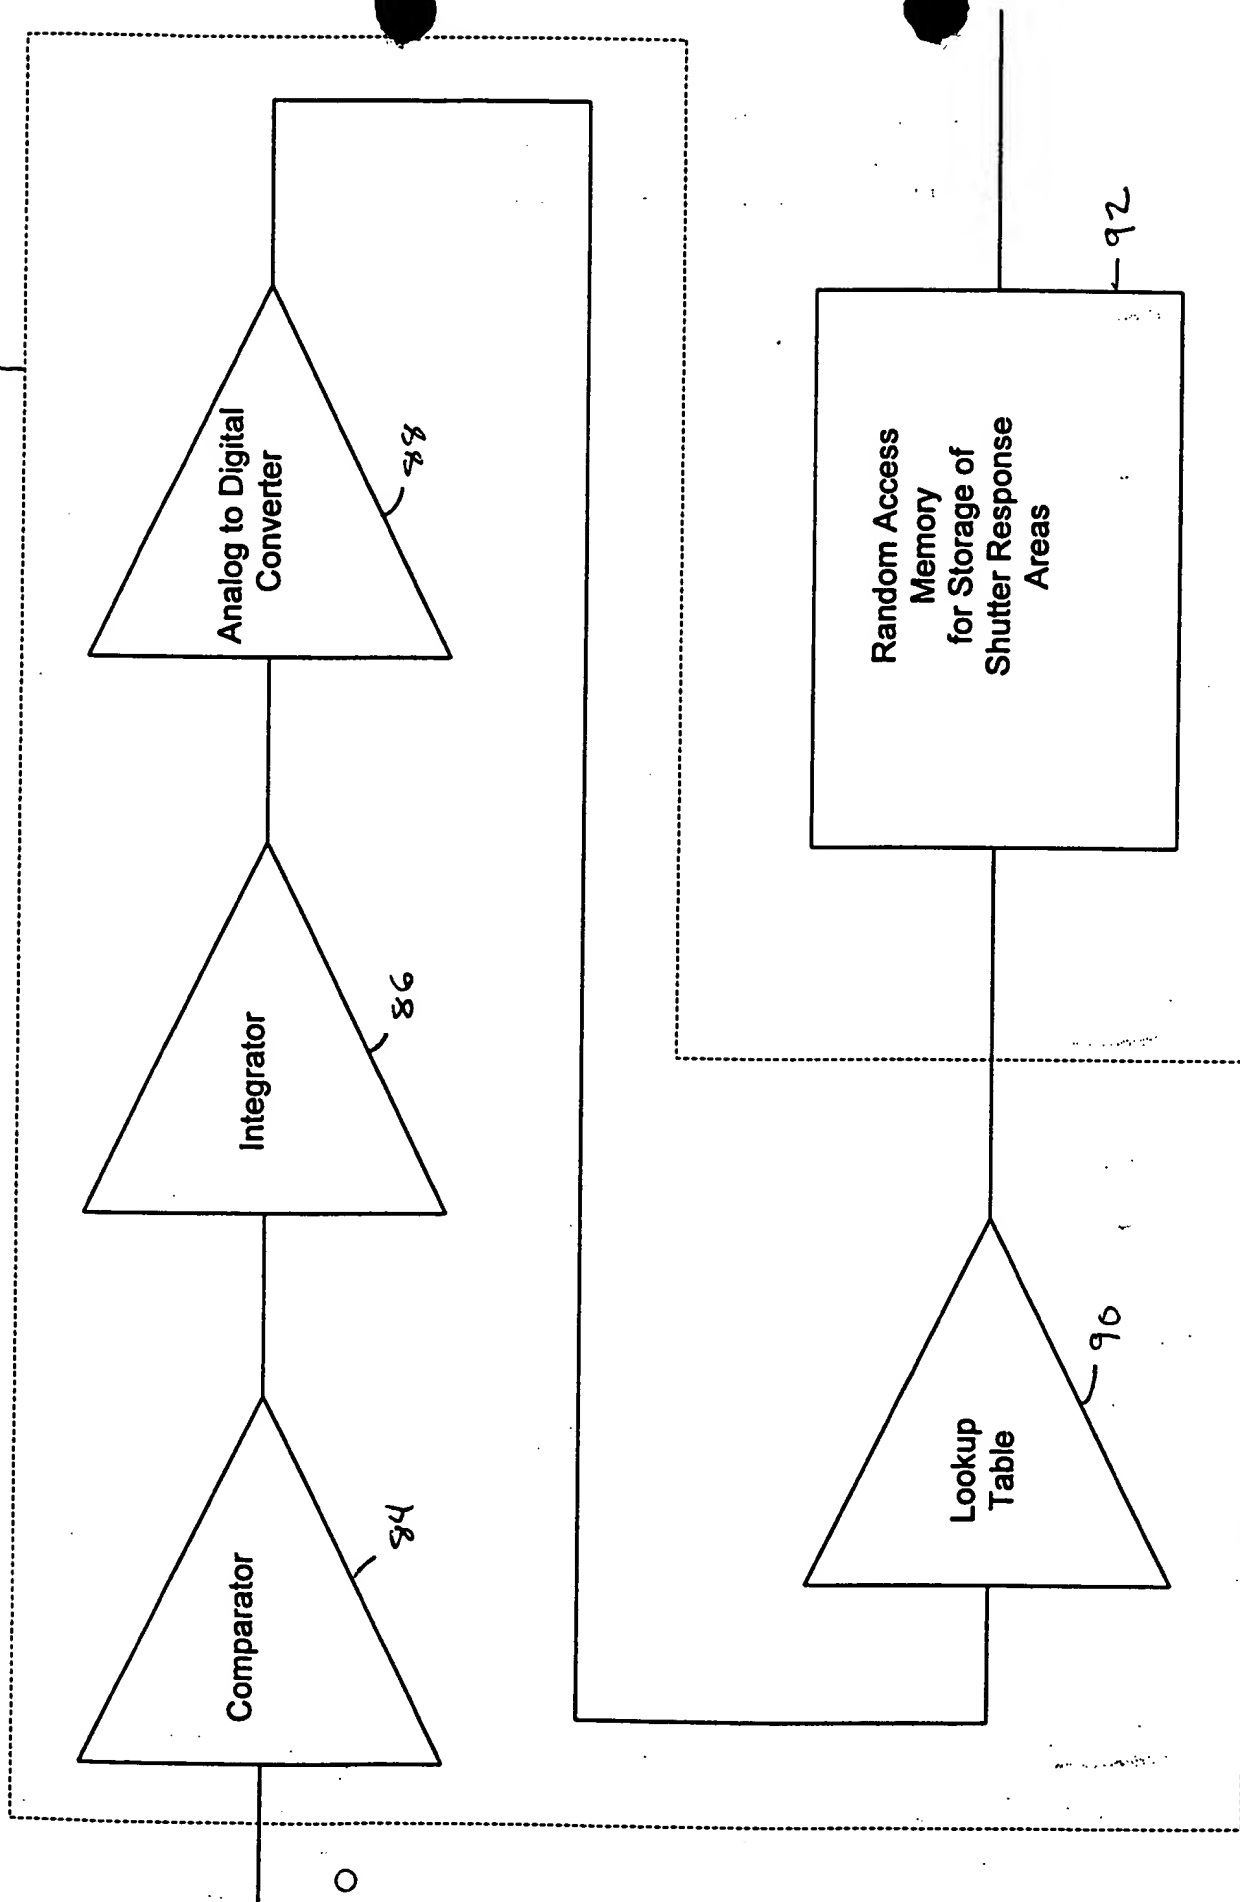 Comparator
84
Integrator
86
Analog to Digital
Converter
88
Lookup
Table
90
Random Access
Memory
for Storage of
Shutter Response
Areas
92